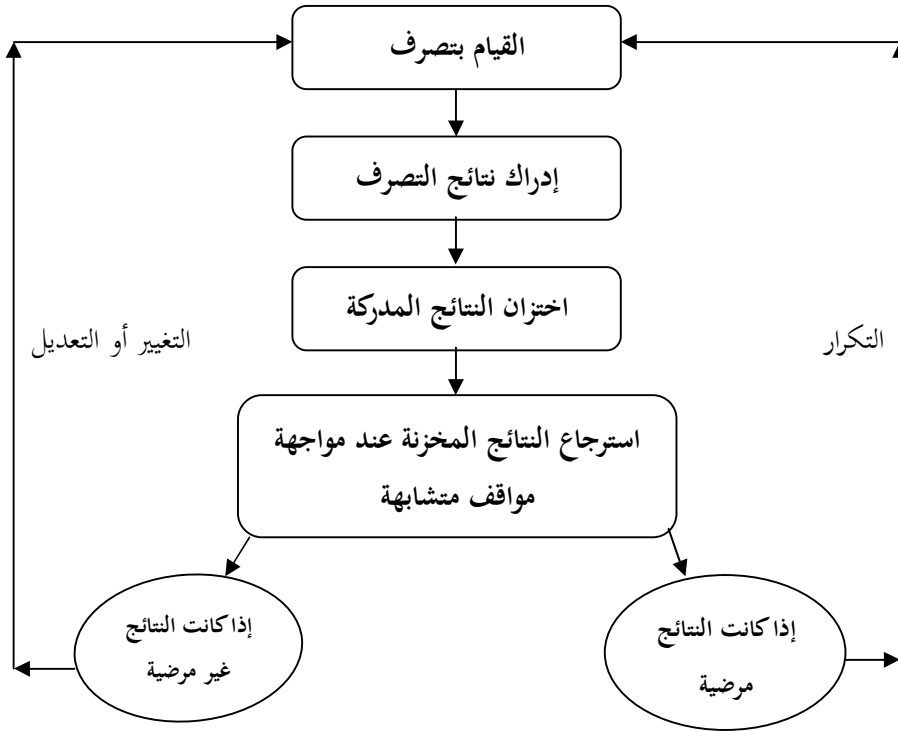 القيام بتصرف
إدراك نتائج التصرف
اختزان النتائج المدركة
التكرار
التغيير أو التعديل
استرجاع النتائج المخزنة عند مواجهة
مواقف متشابهة
إذا كانت النتائج
مرضية
إذا كانت النتائج
غير مرضية